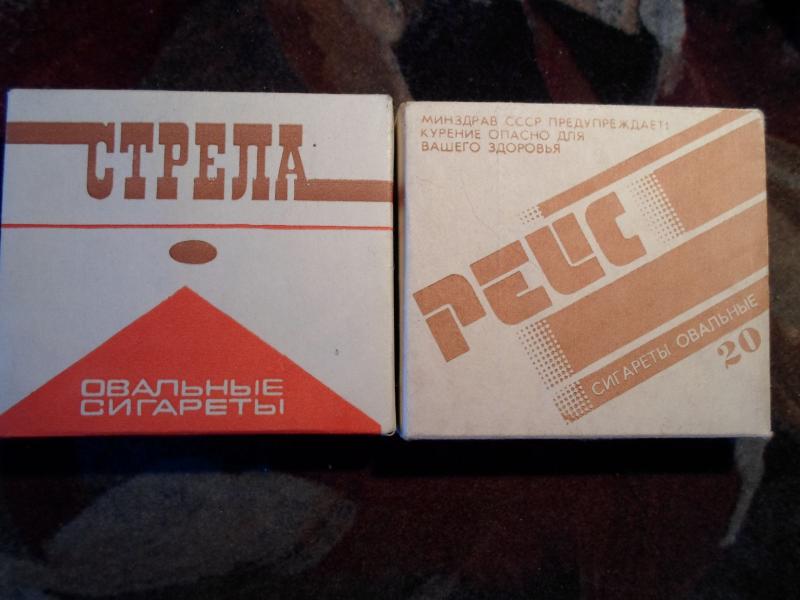 СТРЕЛА
ОВАЛЬНЫЕ
СИГАРЕТЫ
МИНЗДРАВ СССР ПРЕДУПРЕЖДАЕТ:
КУРЕНИЕ ОПАСНО ДЛЯ
ВАШЕГО ЗДОРОВЬЯ
РЕЙС
СИГАРЕТЫ ОВАЛЬНЫЕ
20